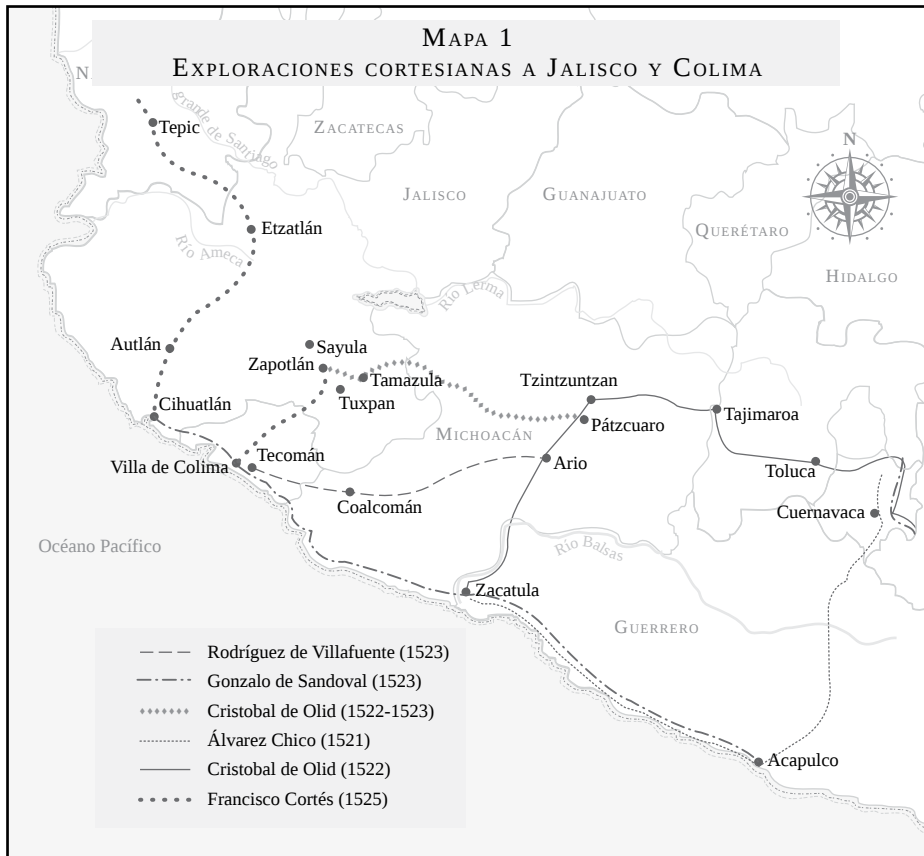 Mapa 1
Exploraciones cortesianas a Jalisco y Colima
N
Tepic
grande de Santiago
Zacatecas
N
Jalisco
Guanajuato
Etzatlán
Querétaro
Río Ameca
Hidalgo
Río Lerma
Autlán
Sayula
Zapotlán
Tamazula
Tzintzuntzan
Tuxpan
Cihuatlán
Pátzcuaro
Tajimaroa
Michoacán
Tecomán
Villa de Colima
Ario
Toluca
Coalcomán
Cuernavaca
Océano Pacífico
Río Balsas
Zacatula
Guerrero
Rodríguez de Villafuente (1523)
Gonzalo de Sandoval (1523)
Cristobal de Olid (1522-1523)
Álvarez Chico (1521)
Cristobal de Olid (1522)
Francisco Cortés (1525)
Acapulco